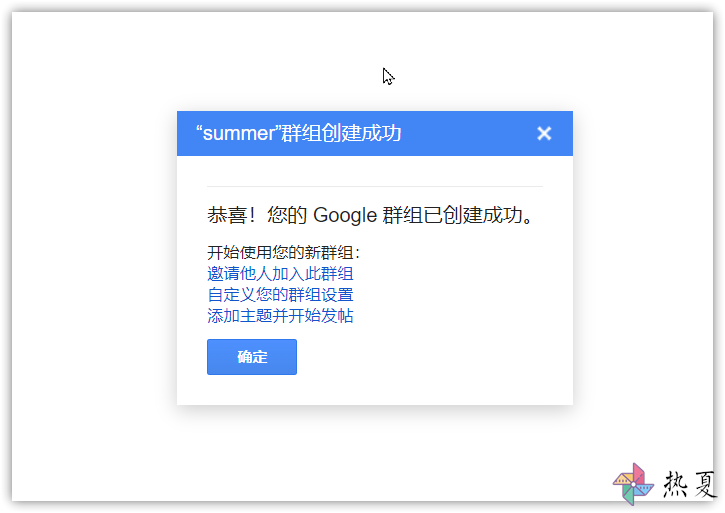 “summer”群组创建成功
恭喜！您的 Google 群组已创建成功。
开始使用您的新群组：
邀请他人加入此群组
自定义您的群组设置
添加主题并开始发帖
确定
热夏